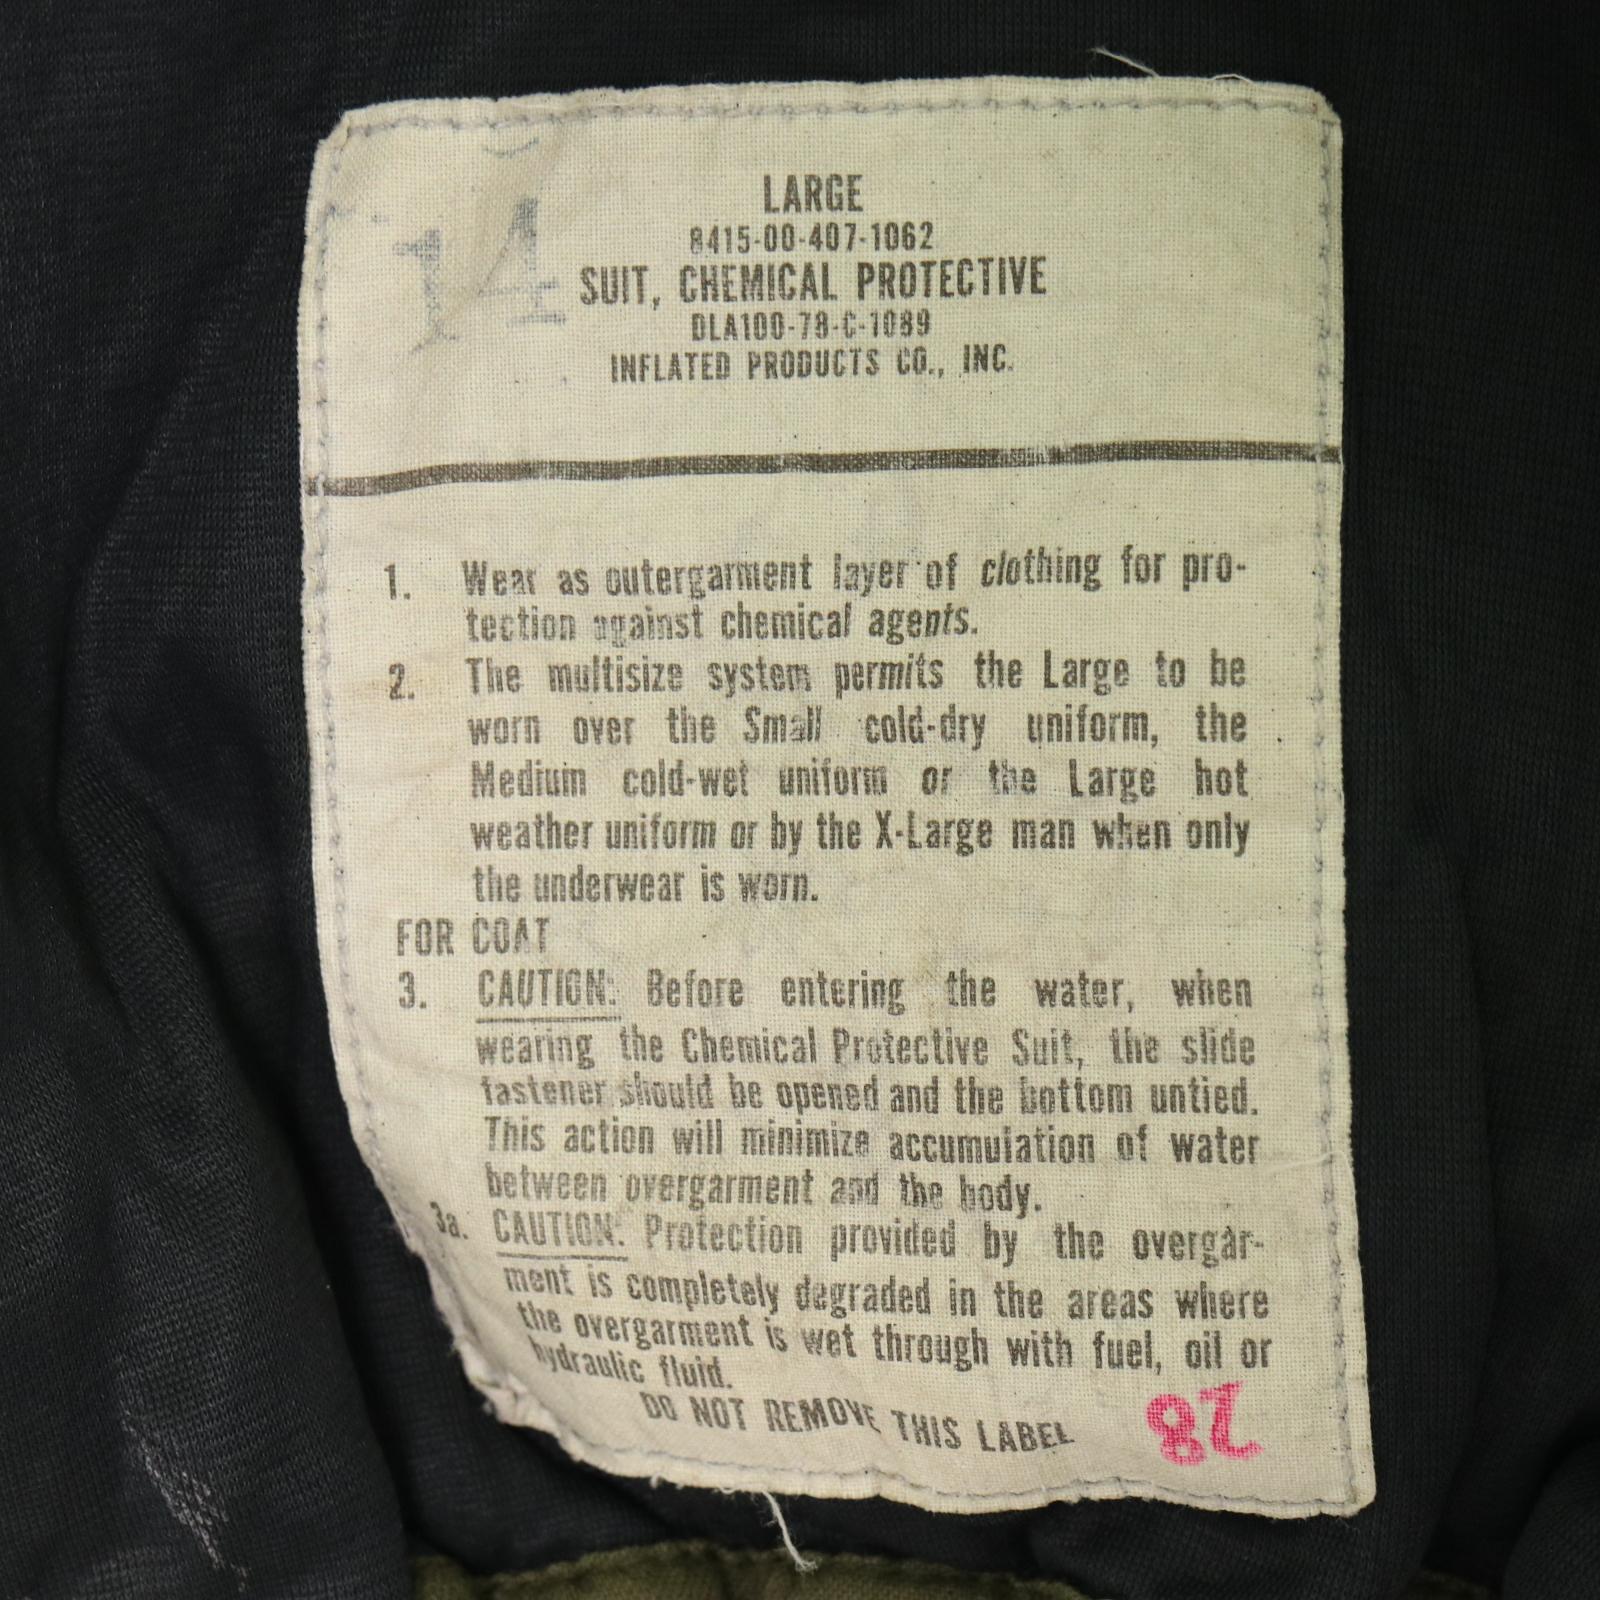 14
LARGE
8415-00-407-1062
SUIT, CHEMICAL PROTECTIVE
DLA100-78-C-1089
INFLATED PRODUCTS CO., INC.
1. Wear as outergarment layer of clothing for pro-
tection against chemical agents.
2. The multisize system permits the Large to be
worn over the Small cold-dry uniform, the
Medium cold-wet uniform or the Large hot
weather uniform or by the X-Large man when only
the underwear is worn.
FOR COAT
3. CAUTION: Before entering the water, when
wearing the Chemical Protective Suit, the slide
fastener should be opened and the bottom untied.
This action will minimize accumulation of water
between overgarment and the body.
3a. CAUTION: Protection provided by the overgar-
ment is completely degraded in the areas where
the overgarment is wet through with fuel, oil or
hydraulic fluid.
DO NOT REMOVE THIS LABEL
28